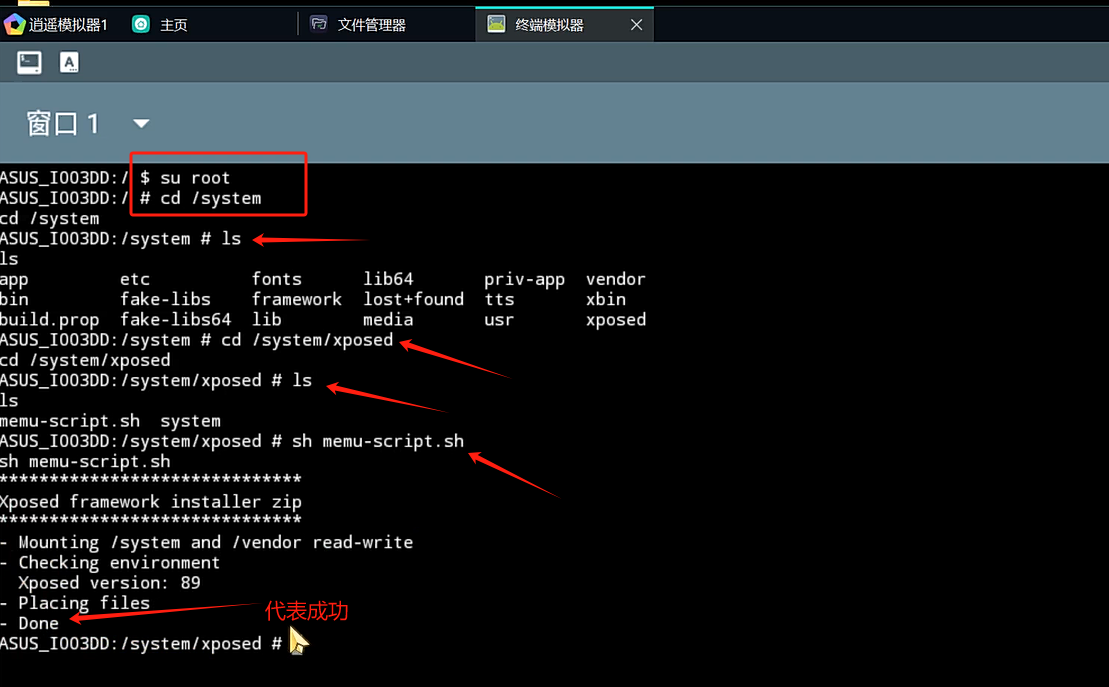 逍遥模拟器1 主页 文件管理器 终端模拟器
A
窗口 1
ASUS_I003DD:/ $ su root
ASUS_I003DD:/ # cd /system
cd /system
ASUS_I003DD:/system # ls
ls
app etc fonts lib64 priv-app vendor
bin fake-libs framework lost+found tts xbin
build.prop fake-libs64 lib media usr xposed
ASUS_I003DD:/system # cd /system/xposed
cd /system/xposed
ASUS_I003DD:/system/xposed # ls
ls
memu-script.sh system
ASUS_I003DD:/system/xposed # sh memu-script.sh
sh memu-script.sh
******************************
Xposed framework installer zip
******************************
- Mounting /system and /vendor read-write
- Checking environment
Xposed version: 89
- Placing files
- Done
代表成功
ASUS_I003DD:/system/xposed #